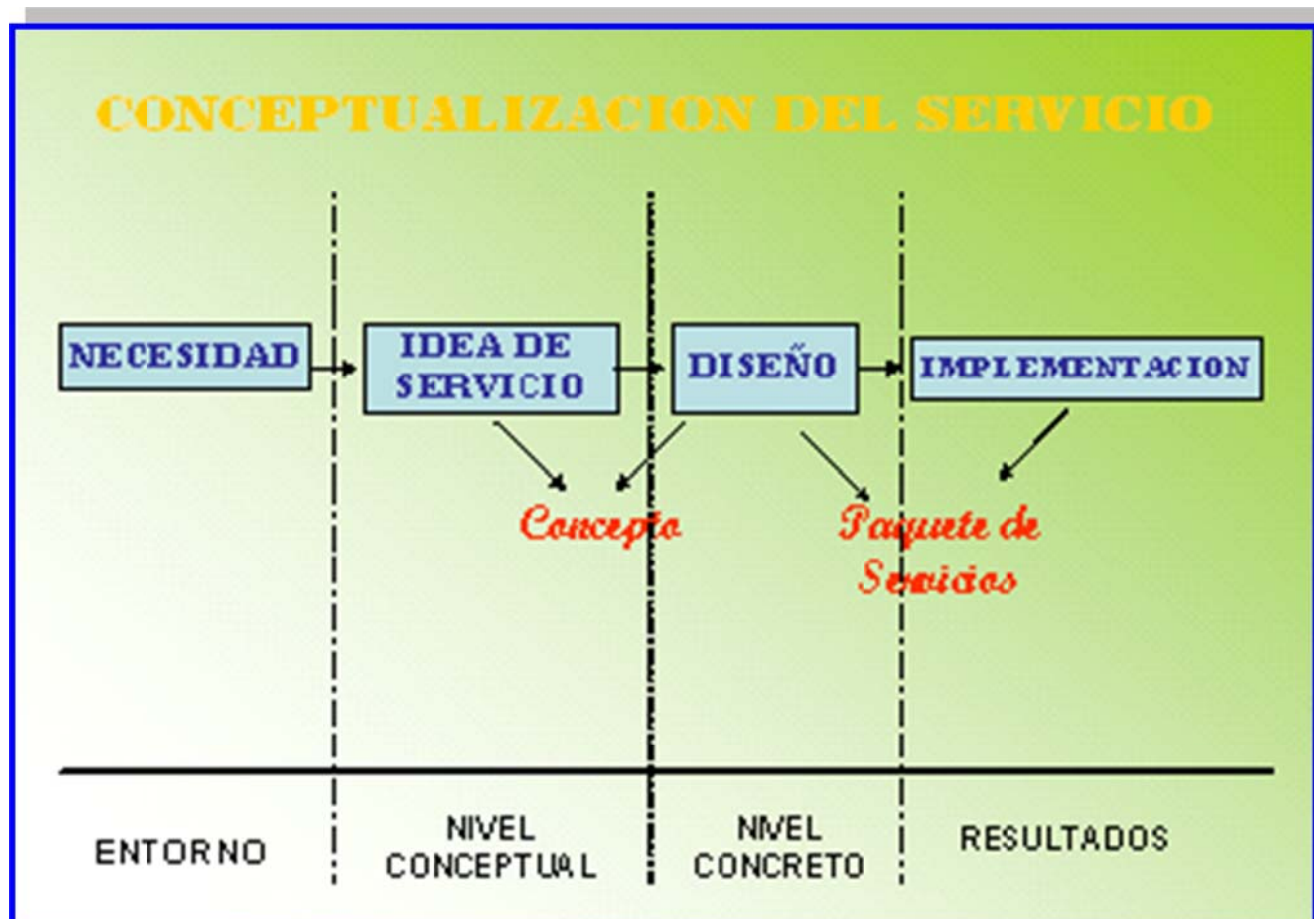 CONCEPTUALIZACION DEL SERVICIO
NECESIDAD
IDEA DE
SERVICIO
DISEÑO
IMPLEMENTACION
Concepto
Paquete de
Servicios
ENTORNO
NIVEL
CONCEPTUAL
NIVEL
CONCRETO
RESULTADOS